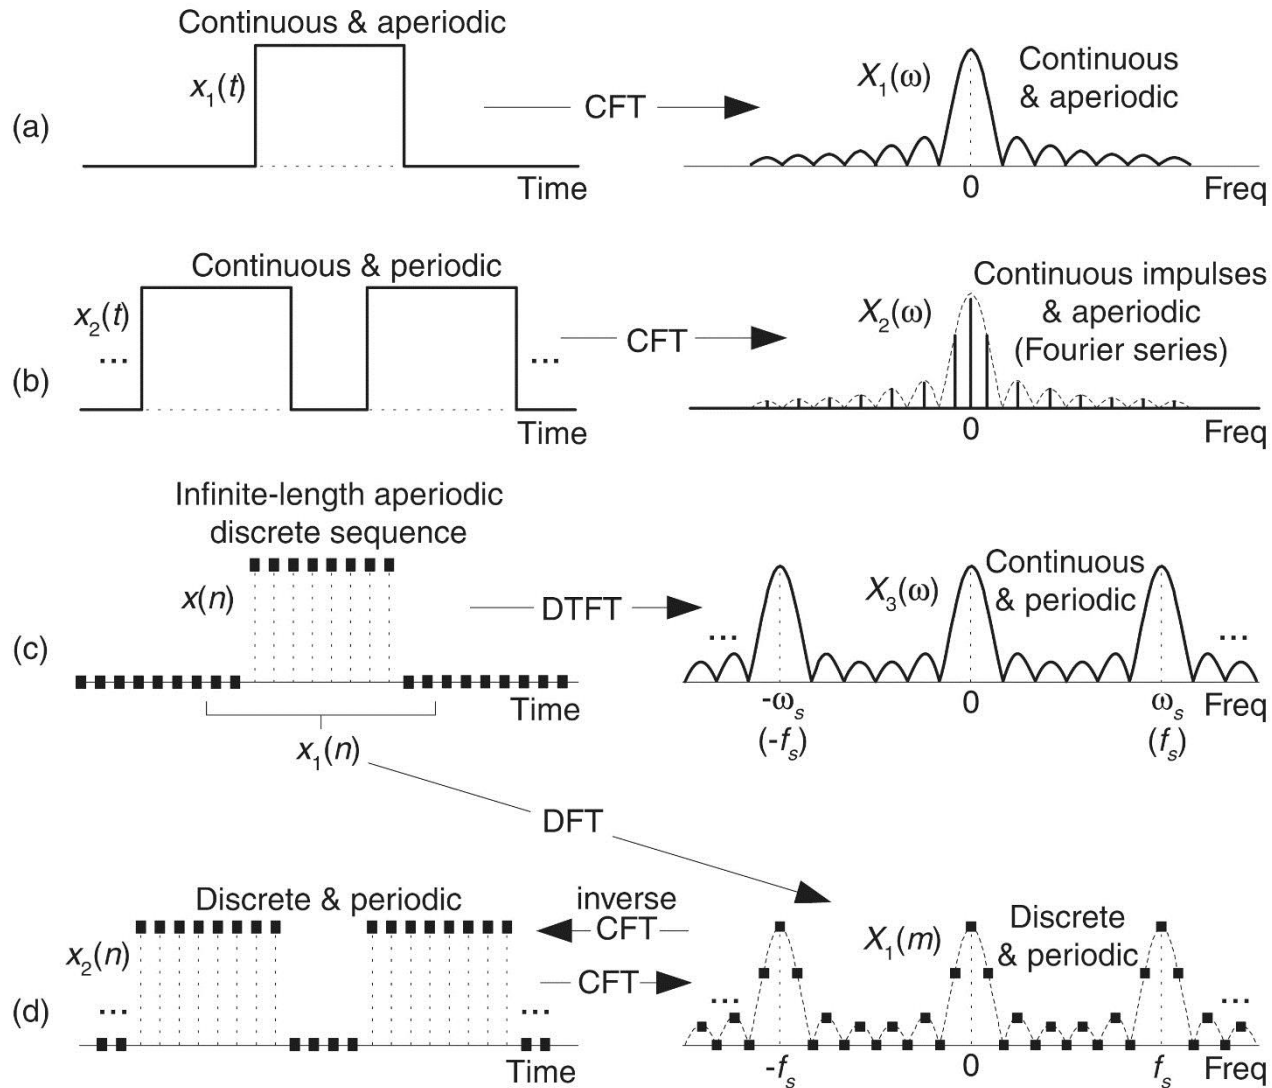 Continuous & aperiodic
x₁(t)
(a)
Time
CFT
X₁(ω)
Continuous
& aperiodic
0
Freq
Continuous & periodic
x₂(t)
...
...
(b)
Time
CFT
X₂(ω)
Continuous impulses
& aperiodic
(Fourier series)
0
Freq
Infinite-length aperiodic
discrete sequence
x(n)
(c)
Time
x₁(n)
DTFT
X₃(ω)
Continuous
& periodic
...
...
-ωₛ
(-fₛ)
0
ωₛ
(fₛ)
Freq
DFT
Discrete & periodic
x₂(n)
...
...
(d)
Time
inverse
CFT
CFT
X₁(m)
Discrete
& periodic
...
...
-fₛ
0
fₛ
Freq